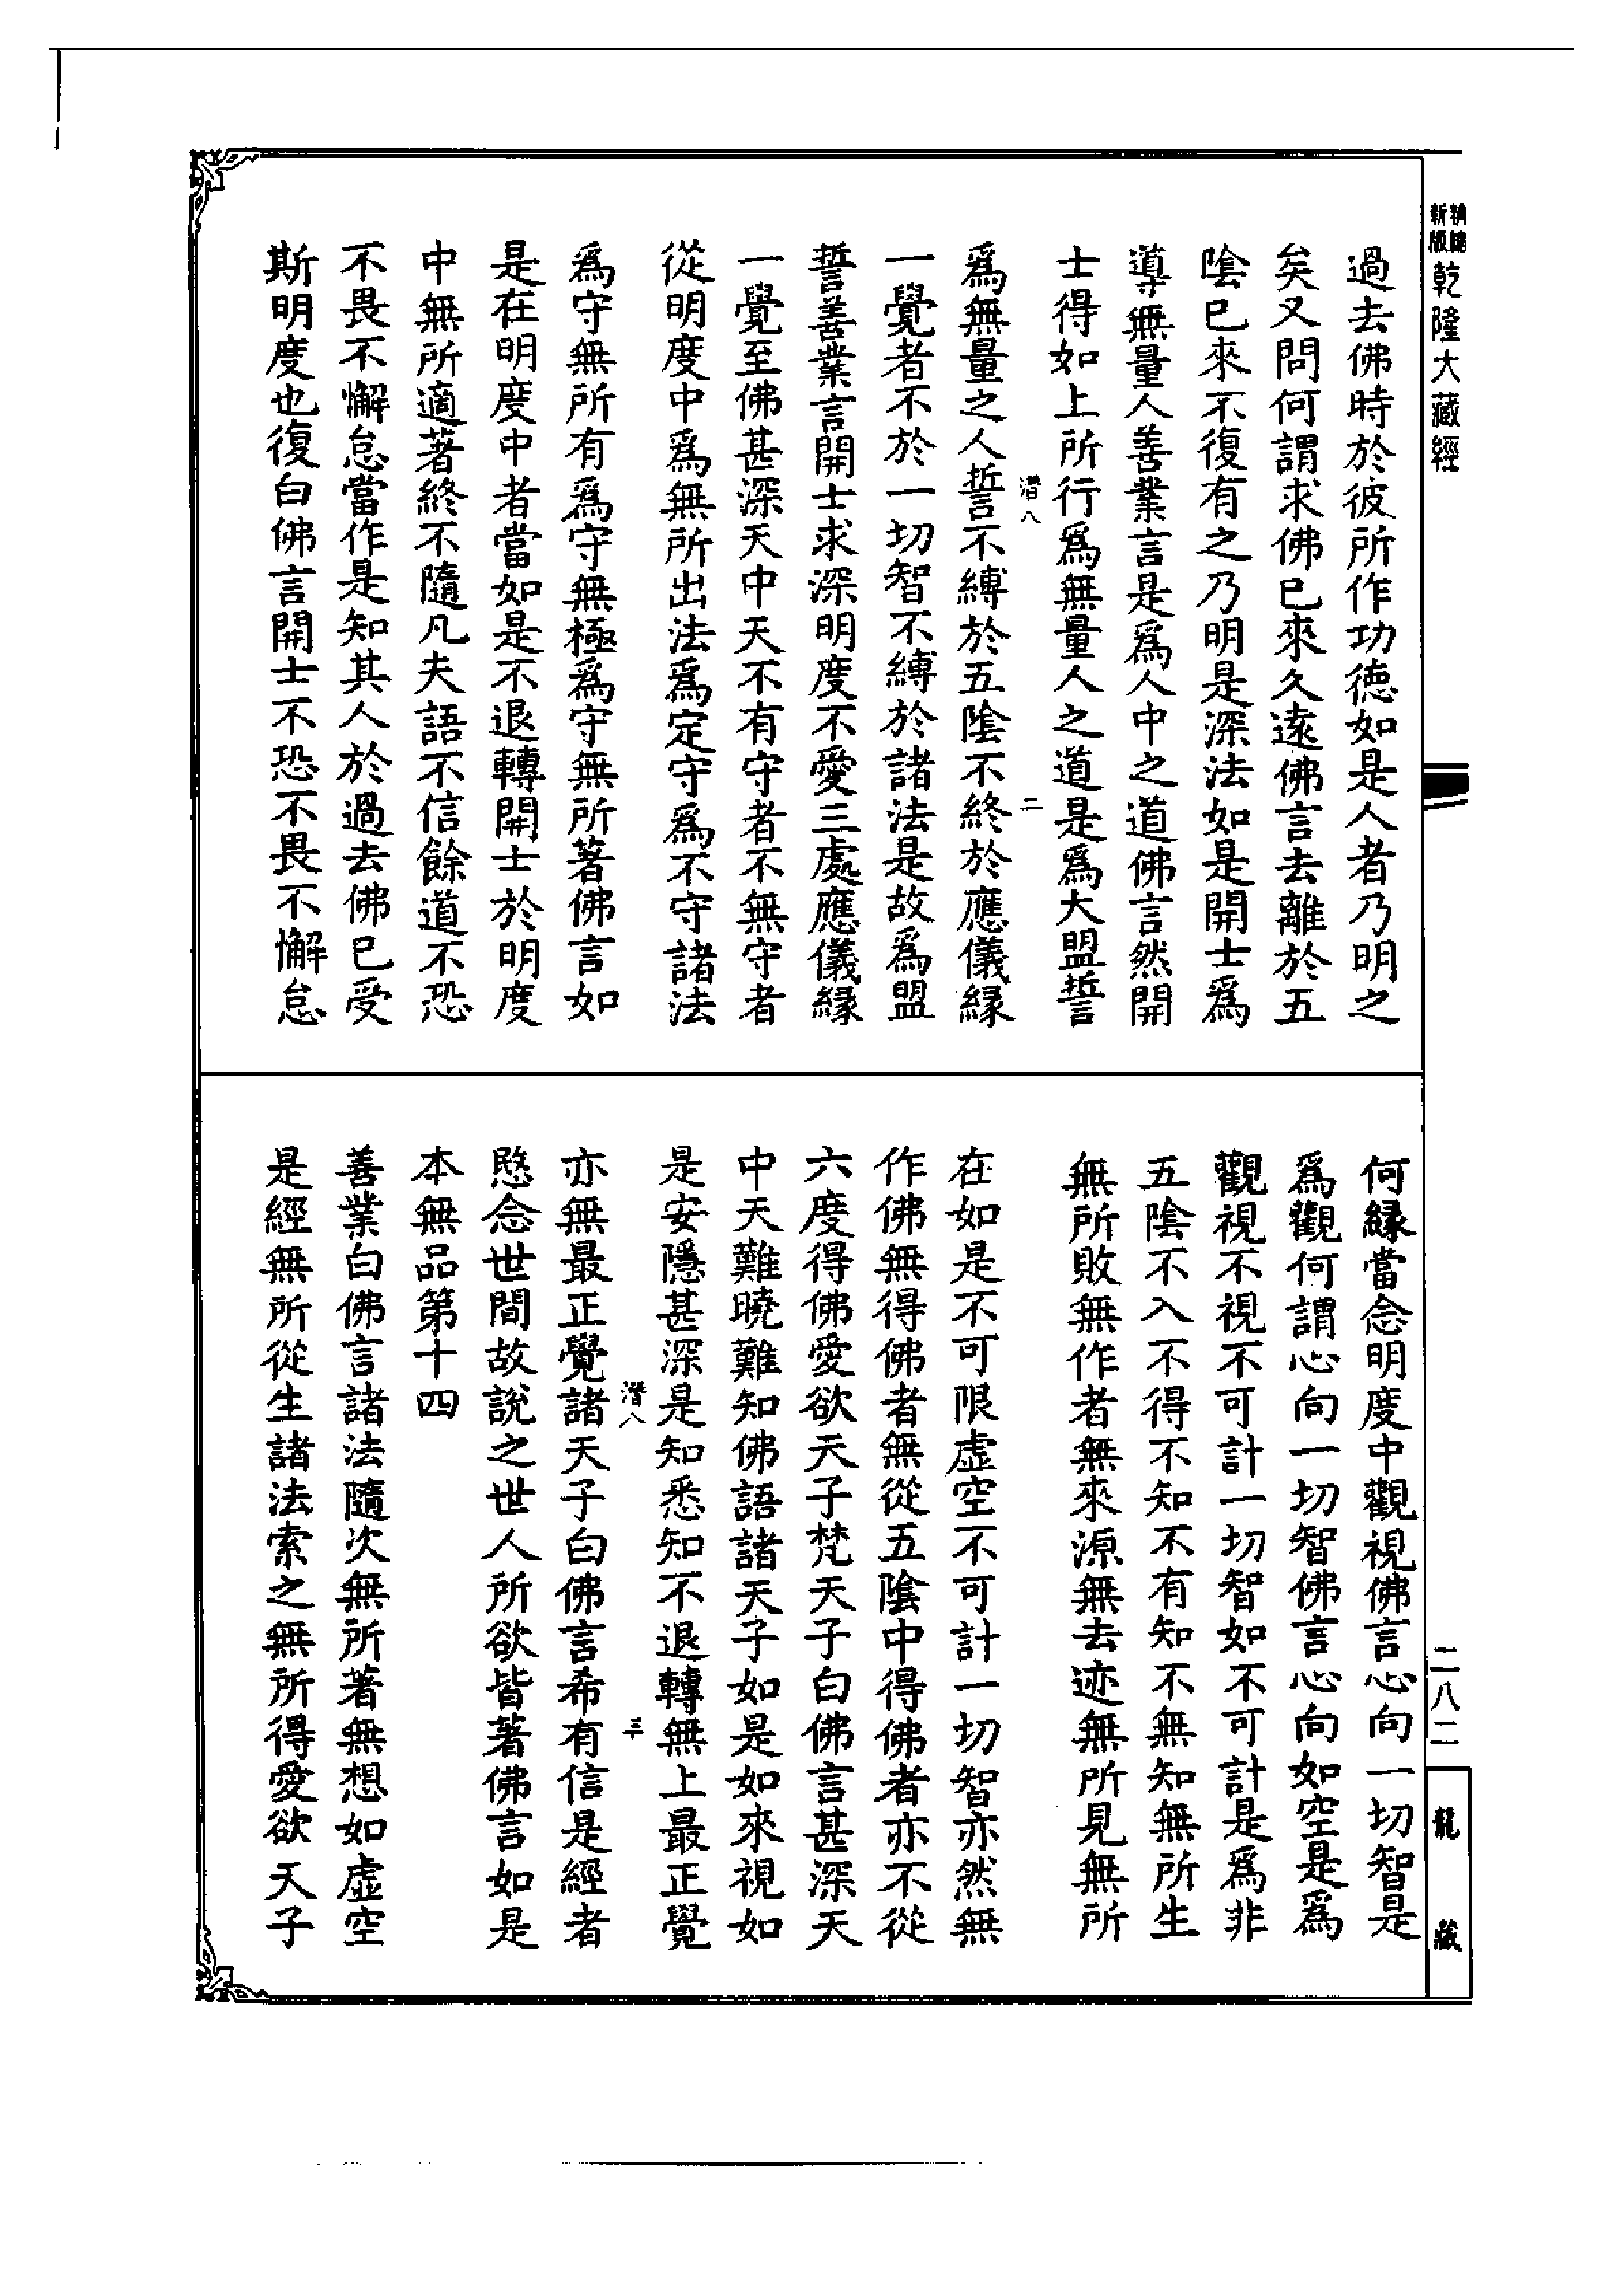 新版
乾隆大藏經
過去佛時於彼所作功德如是人者乃明之
矣又問何謂求佛已來久遠佛言去離於五
陰已來不復有之乃明是深法如是開士爲
導無量人善業言是爲人中之道佛言然開
士得如上所行爲無量人之道是爲大盟誓
潛八
二
爲無量之人誓不縛於五陰不終於應儀緣
一覺者不於一切智不縛於諸法是故爲盟
誓善業言開士求深明度不愛三處應儀緣
一覺至佛甚深天中天不有守者不無守者
從明度中爲無所出法爲定守爲不守諸法
爲守無所有爲守無極爲守無所著佛言如
是在明度中者當如是不退轉開士於明度
中無所適著終不隨凡夫語不信餘道不恐
不畏不懈怠當作是知其人於過去佛已受
斯明度也復白佛言開士不恐不畏不懈怠
何緣當念明度中觀視佛言心向一切智是
爲觀何謂心向一切智佛言心向如空是爲
觀視不視不可計一切智如不可計是爲非
五陰不入不得不知不有知不無知無所生
無所敗無作者無來源無去迹無所見無所
在如是不可限虛空不可計一切智亦然無
作佛無得佛者無從五陰中得佛者亦不從
六度得佛愛欲天子梵天子白佛言甚深天
中天難曉難知佛語諸天子如是如來視如
是安隱甚深是知悉知不退轉無上最正覺
潛八
三
亦無最正覺諸天子白佛言希有信是經者
愍念世間故說之世人所欲皆著佛言如是
本無品第十四
善業白佛言諸法隨次無所著無想如虛空
是經無所從生諸法索之無所得愛欲天子
二八二
龍藏